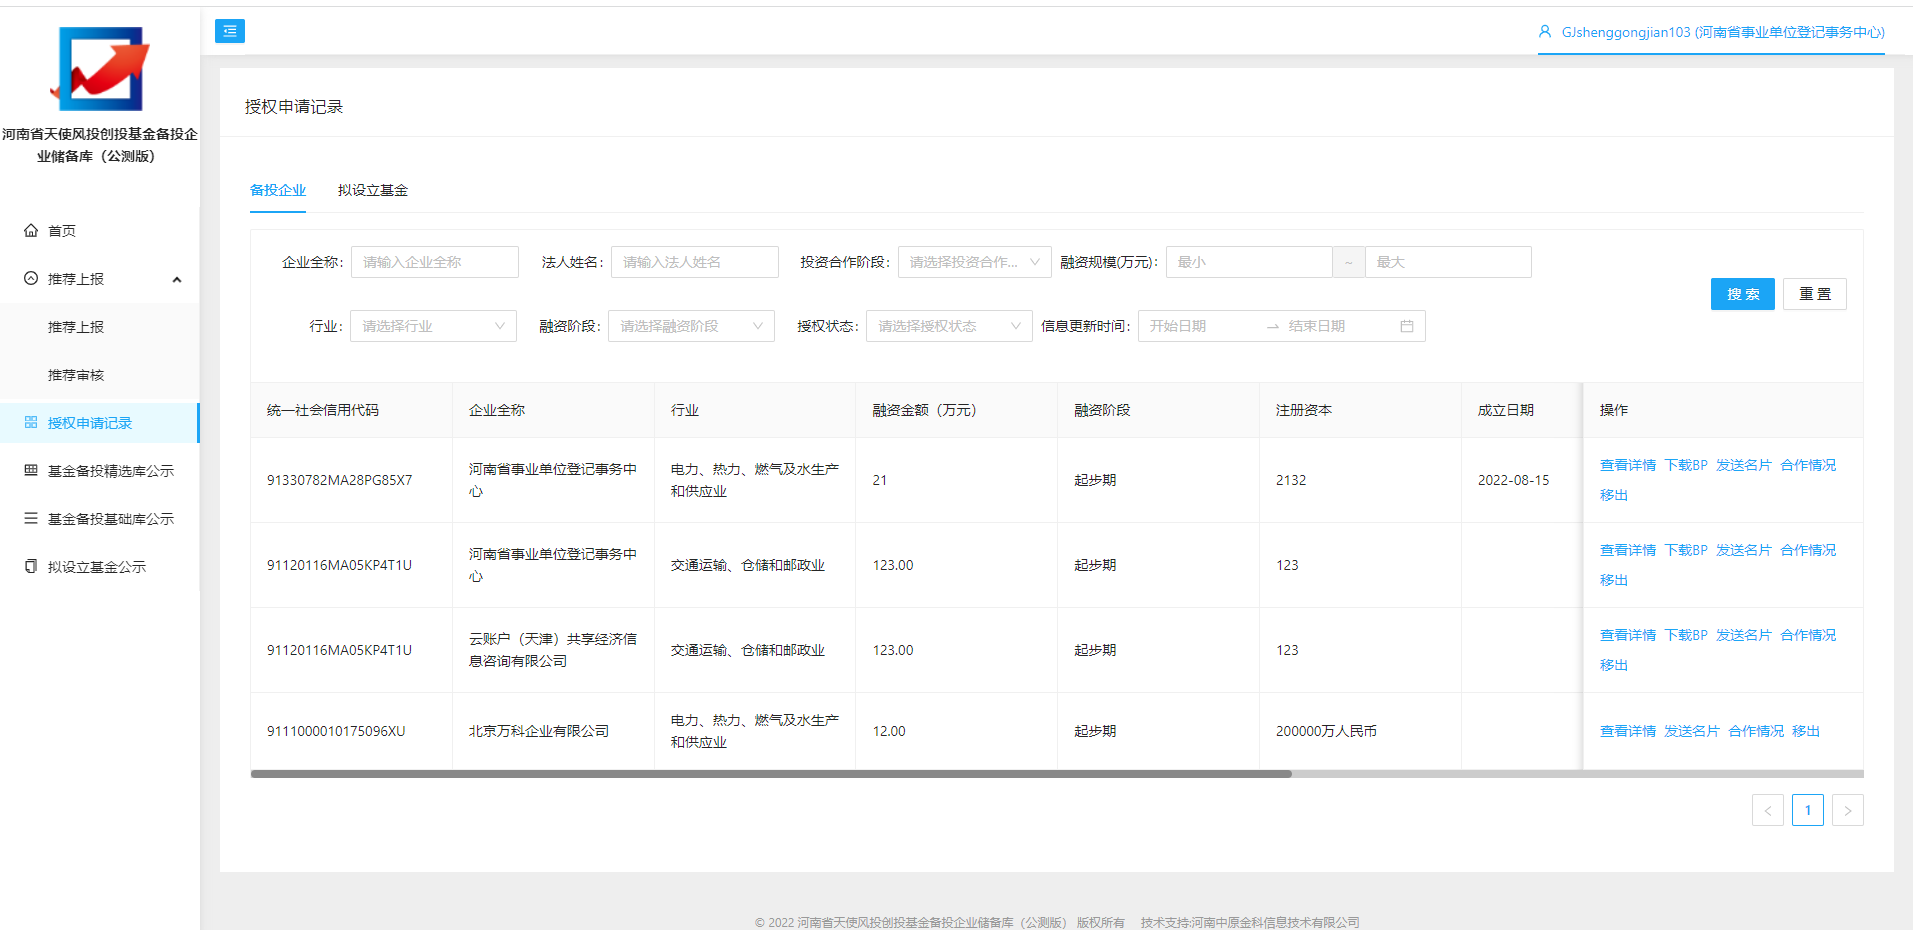 GJshenggongjian103 (河南省事业单位登记事务中心)
河南省天使风投创投基金备投企
业储备库（公测版）
首页
推荐上报
推荐上报
推荐审核
授权申请记录
基金备投精选库公示
基金备投基础库公示
拟设立基金公示
授权申请记录
备投企业 拟设立基金
企业全称： 请输入企业全称 法人姓名： 请输入法人姓名 投资合作阶段： 请选择投资合作... 融资规模(万元)： 最小 ~ 最大
搜 索 重 置
行业： 请选择行业 融资阶段： 请选择融资阶段 授权状态： 请选择授权状态 信息更新时间： 开始日期 → 结束日期
统一社会信用代码 企业全称 行业 融资金额（万元） 融资阶段 注册资本 成立日期 操作
91330782MA28PG85X7 河南省事业单位登记事务中 电力、热力、燃气及水生产 21 起步期 2132 2022-08-15 查看详情 下载BP 发送名片 合作情况
心 和供应业 移出
91120116MA05KP4T1U 河南省事业单位登记事务中 交通运输、仓储和邮政业 123.00 起步期 123 查看详情 下载BP 发送名片 合作情况
心 移出
91120116MA05KP4T1U 云账户（天津）共享经济信 交通运输、仓储和邮政业 123.00 起步期 123 查看详情 下载BP 发送名片 合作情况
息咨询有限公司 移出
9111000010175096XU 北京万科企业有限公司 电力、热力、燃气及水生产 12.00 起步期 200000万人民币 查看详情 发送名片 合作情况 移出
和供应业
< 1 >
© 2022 河南省天使风投创投基金备投企业储备库（公测版） 版权所有 技术支持:河南中原金科信息技术有限公司